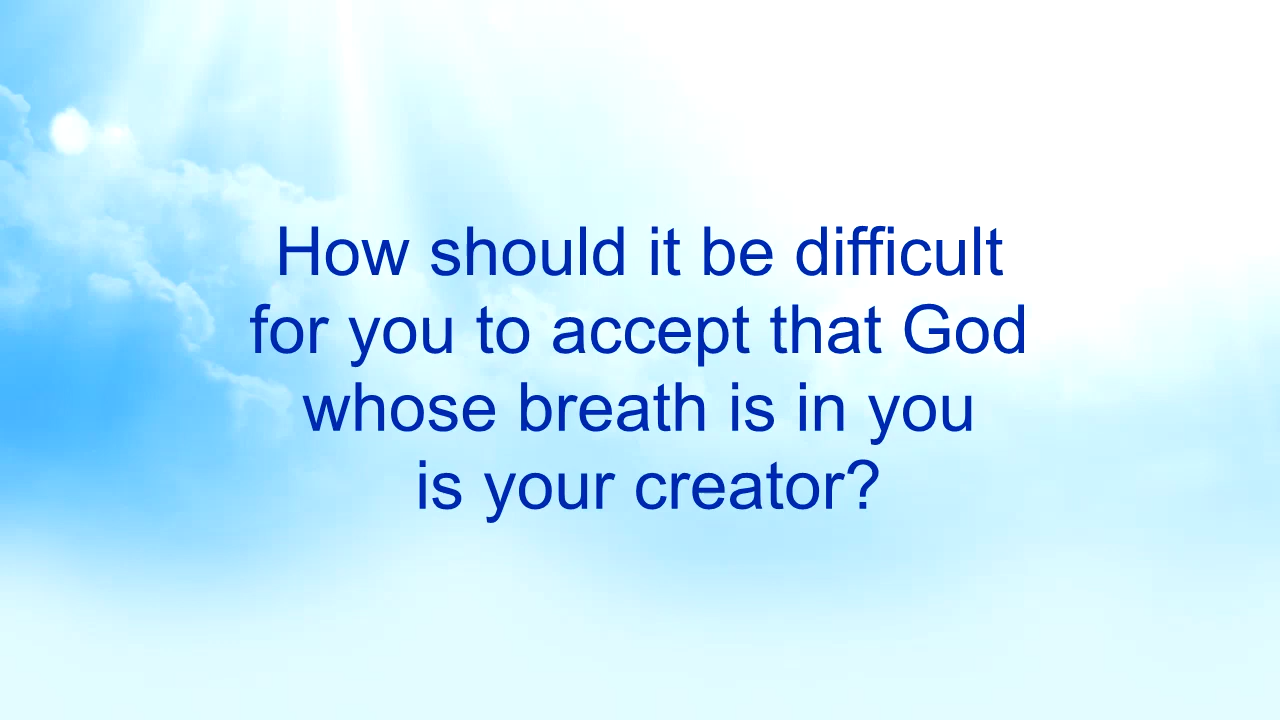 How should it be difficult
for you to accept that God
whose breath is in you
is your creator?